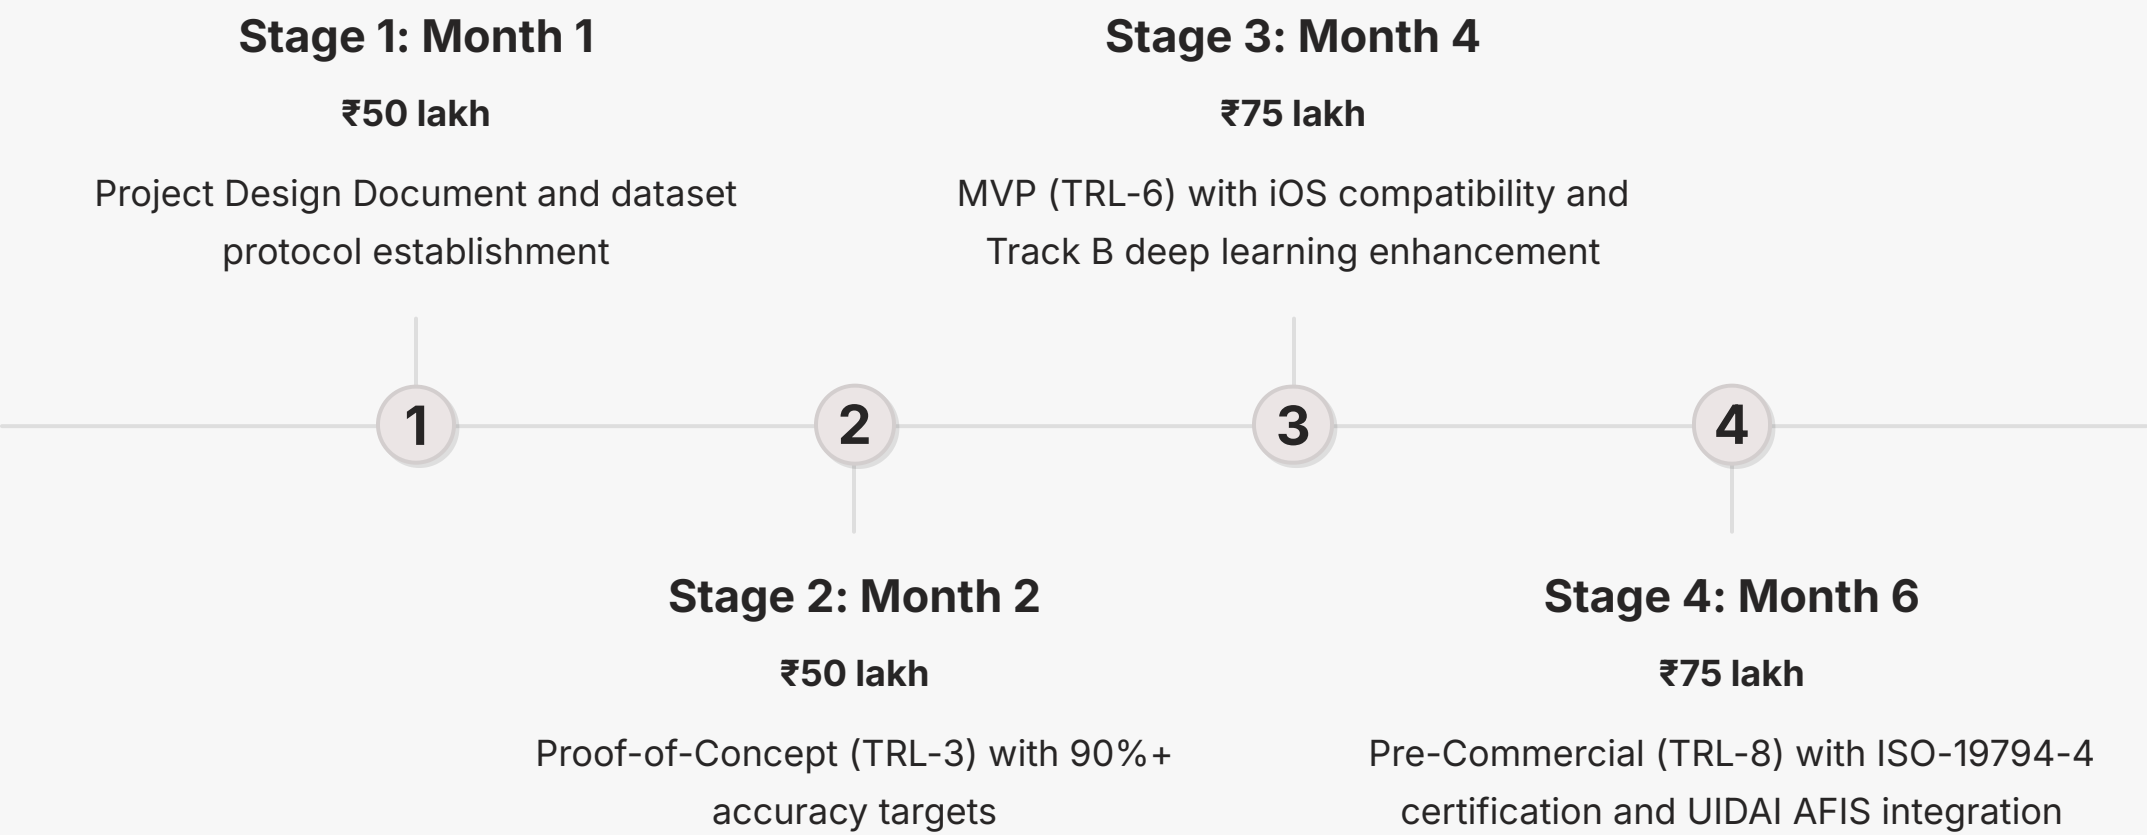 Stage 1: Month 1
₹50 lakh
Project Design Document and dataset
protocol establishment
Stage 3: Month 4
₹75 lakh
MVP (TRL-6) with iOS compatibility and
Track B deep learning enhancement
1
2
3
4
Stage 2: Month 2
₹50 lakh
Proof-of-Concept (TRL-3) with 90%+
accuracy targets
Stage 4: Month 6
₹75 lakh
Pre-Commercial (TRL-8) with ISO-19794-4
certification and UIDAI AFIS integration